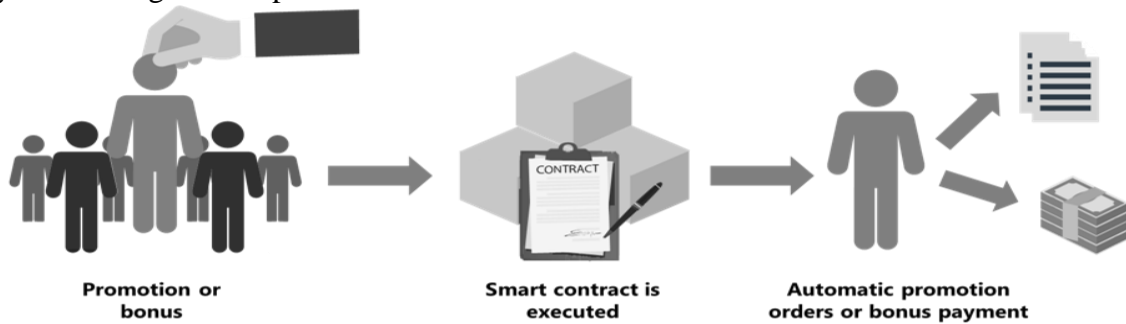 CONTRACT
Promotion or
bonus
Smart contract is
executed
Automatic promotion
orders or bonus payment